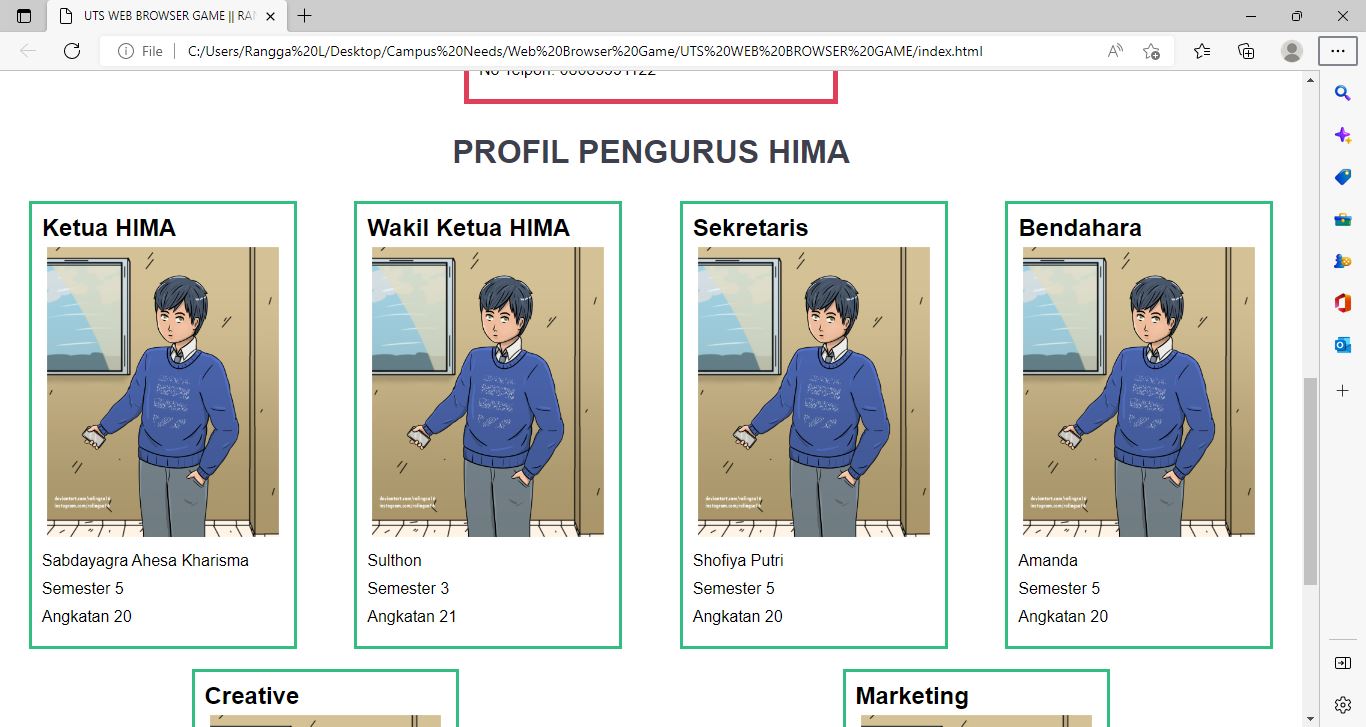 UTS WEB BROWSER GAME || RAN
File
C:/Users/Rangga%20L/Desktop/Campus%20Needs/Web%20Browser%20Game/UTS%20WEB%20BROWSER%20GAME/index.html
No Telpon:
PROFIL PENGURUS HIMA
Ketua HIMA
Wakil Ketua HIMA
Sekretaris
Bendahara
Sabdayagra Ahesa Kharisma
Semester 5
Angkatan 20
Sulthon
Semester 3
Angkatan 21
Shofiya Putri
Semester 5
Angkatan 20
Amanda
Semester 5
Angkatan 20
Creative
Marketing